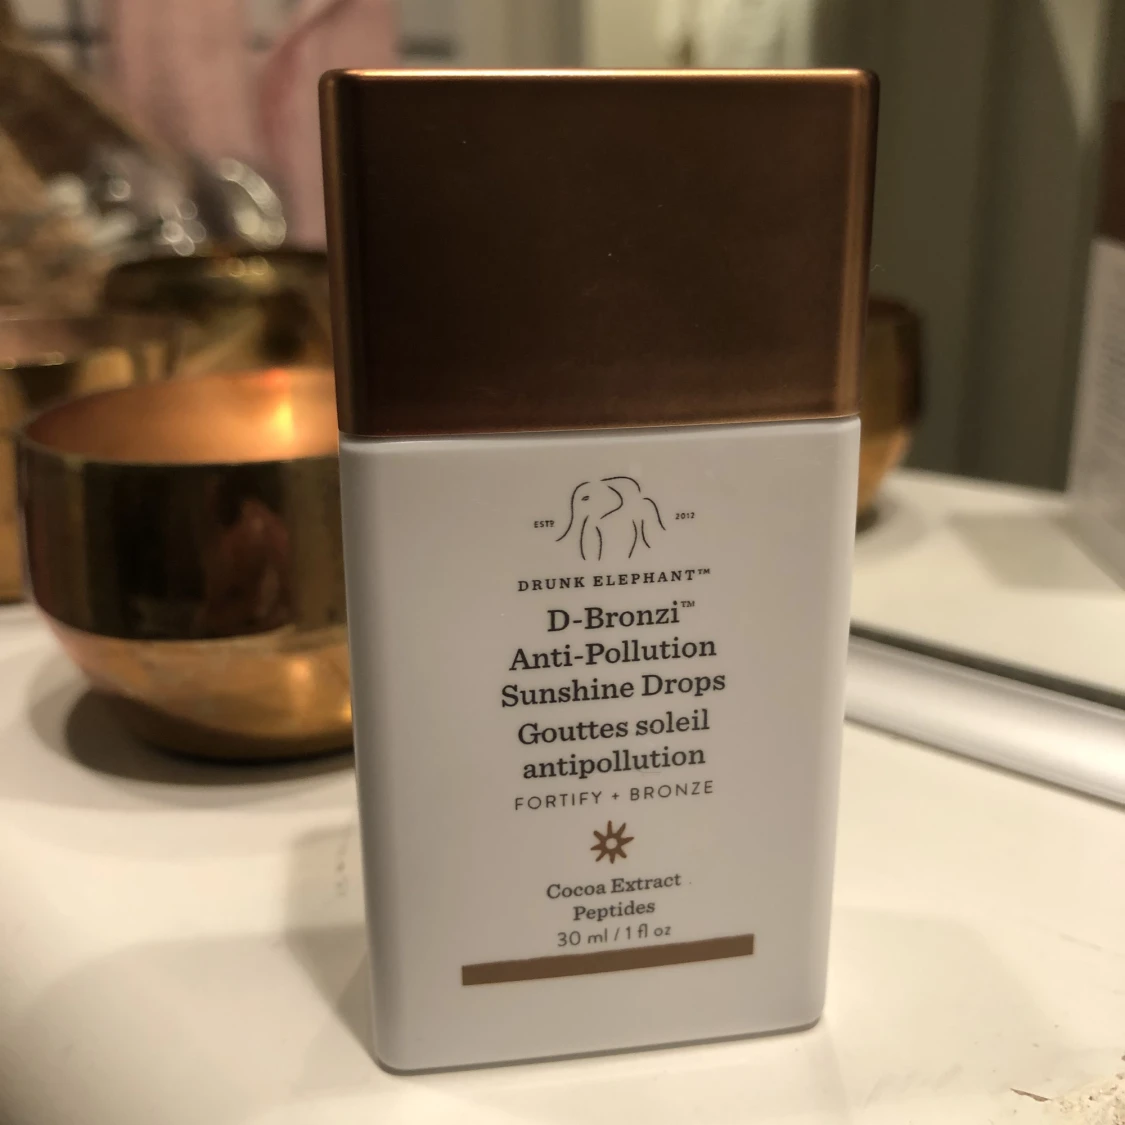 ESTD 2012
DRUNK ELEPHANT™
D-Bronzi™
Anti-Pollution
Sunshine Drops
Gouttes soleil
antipollution
FORTIFY + BRONZE
Cocoa Extract
Peptides
30 ml / 1 fl oz